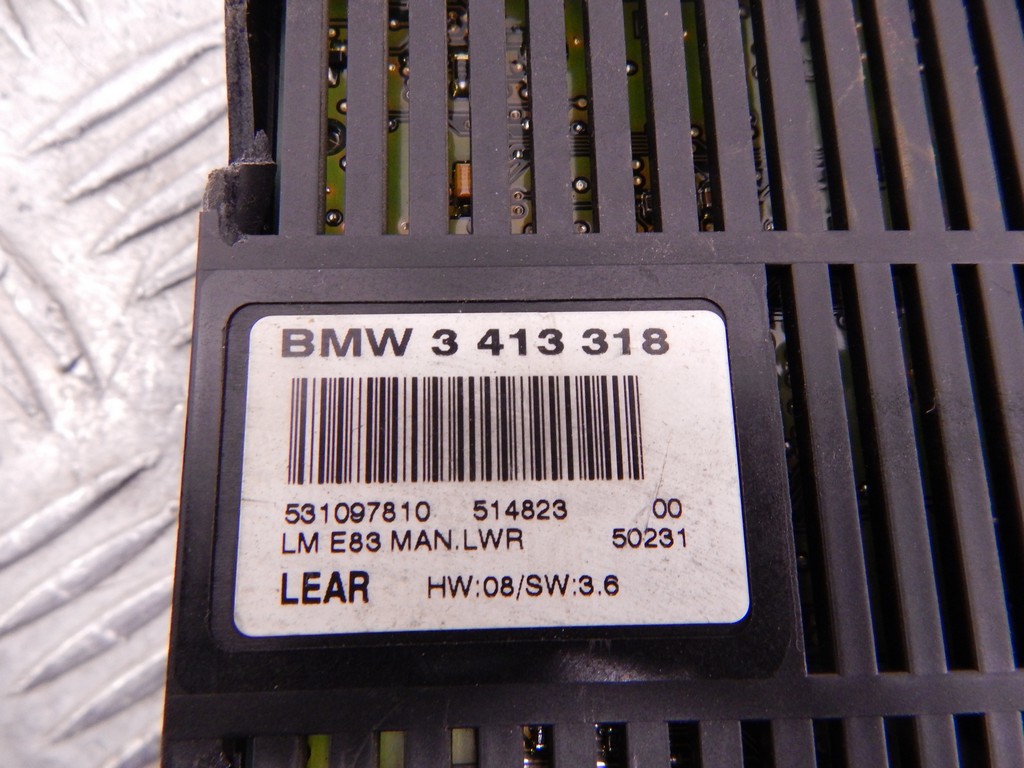 BMW 3 413 318
531097810 514823 00
LM E83 MAN.LWR 50231
LEAR HW:08/SW:3.6